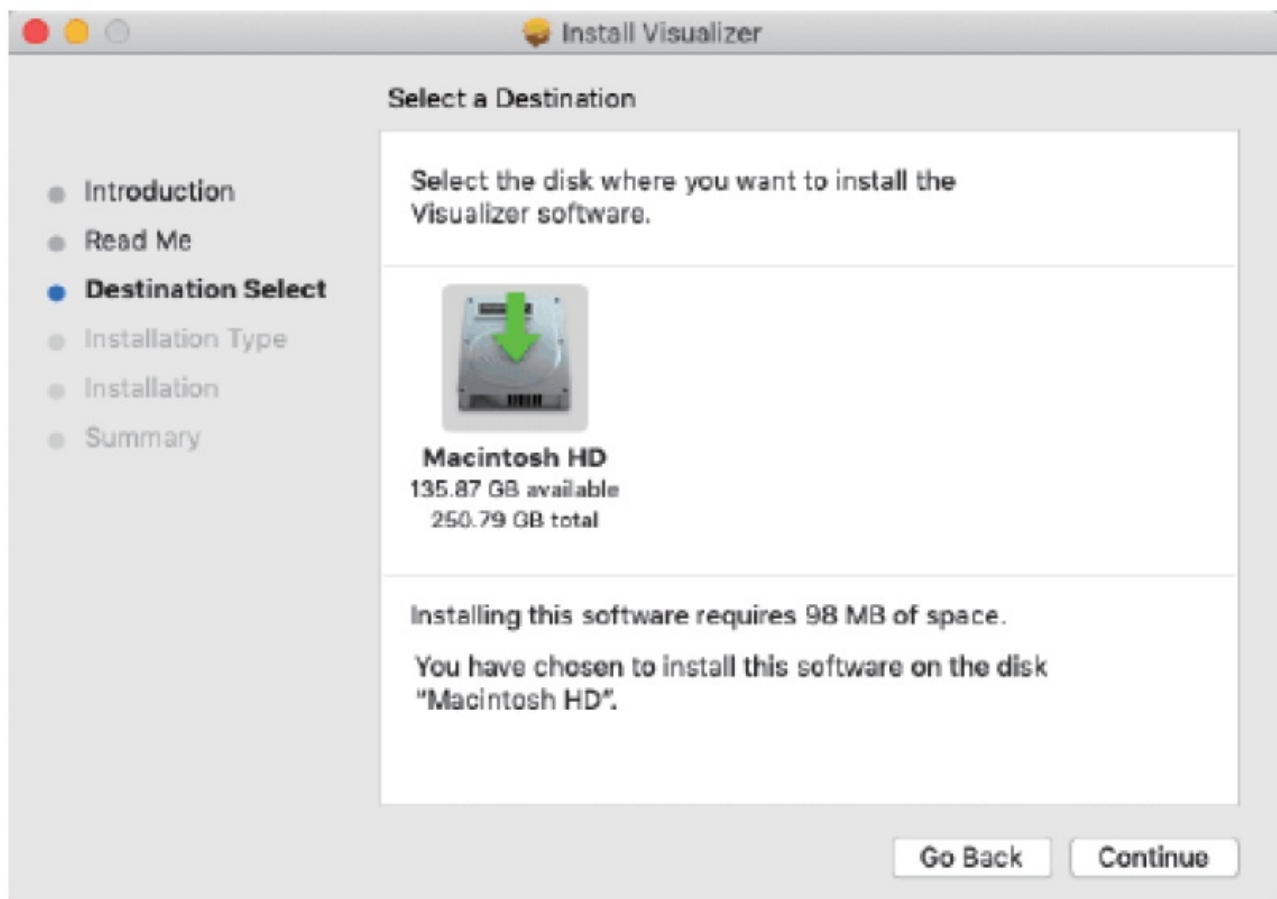 Install Visualizer
Select a Destination
Introduction
Read Me
Destination Select
Installation Type
Installation
Summary
Select the disk where you want to install the
Visualizer software.
Macintosh HD
135.87 GB available
250.79 GB total
Installing this software requires 98 MB of space.
You have chosen to install this software on the disk
“Macintosh HD”.
Go Back
Continue